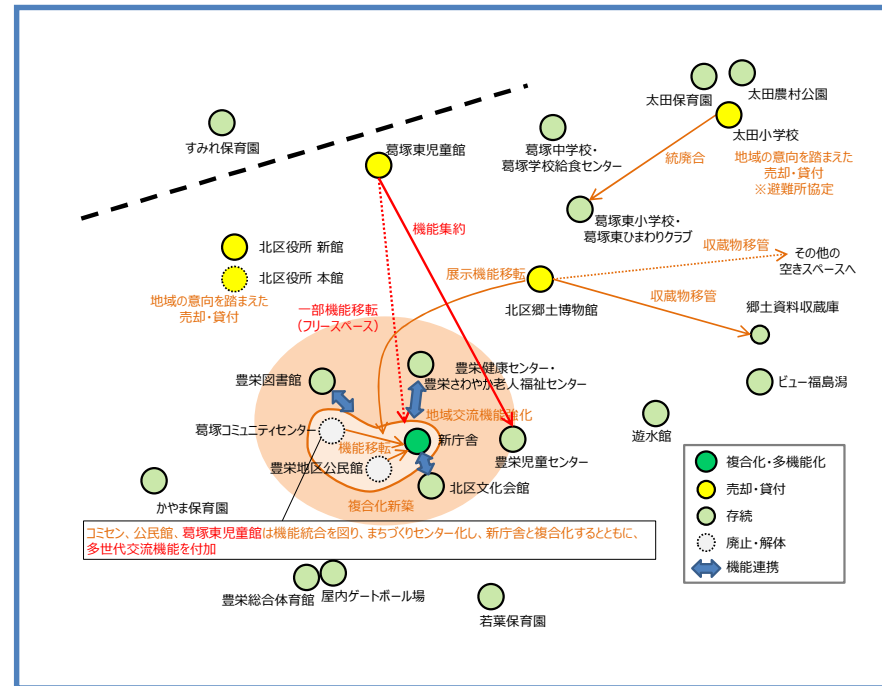 太田保育園
太田農村公園
太田小学校
すみれ保育園
葛塚東児童館
葛塚中学校・
葛塚学校給食センター
統廃合
地域の意向を踏まえた
売却・貸付
※避難所協定
葛塚東小学校・
葛塚東ひまわりクラブ
機能集約
北区役所 新館
北区役所 本館
地域の意向を踏まえた
売却・貸付
展示機能移転
収蔵物移管
その他の
空きスペースへ
北区郷土博物館
収蔵物移管
郷土資料収蔵庫
一部機能移転
(フリースペース)
豊栄図書館
豊栄健康センター・
豊栄さわやか老人福祉センター
ビュー福島潟
地域交流機能強化
遊水館
葛塚コミュニティセンター
機能移転
新庁舎
豊栄地区公民館
豊栄児童センター
北区文化会館
かやま保育園
複合化新築
コミセン、公民館、葛塚東児童館は機能統合を図り、まちづくりセンター化し、新庁舎と複合化するとともに、
多世代交流機能を付加
複合化・多機能化
売却・貸付
存続
廃止・解体
機能連携
豊栄総合体育館
屋内ゲートボール場
若葉保育園